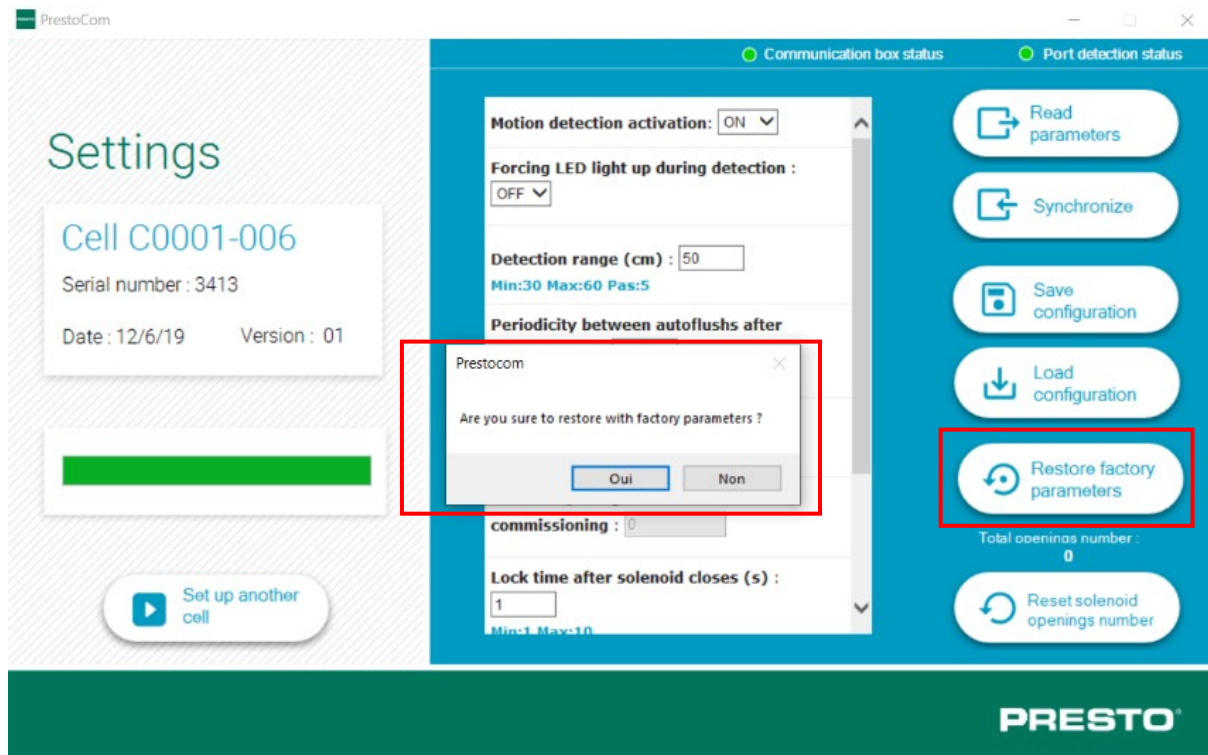 PrestoCom
Communication box status
Port detection status
Settings
Cell C0001-006
Serial number : 3413
Date : 12/6/19
Version : 01
Set up another
cell
Motion detection activation: ON
Forcing LED light up during detection :
OFF
Detection range (cm) : 50
Min:30 Max:60 Pas:5
Periodicity between autoflushs after
Prestocom
Are you sure to restore with factory parameters ?
Oui
Non
commissioning : 0
Lock time after solenoid closes (s) :
1
Min:1 Max:10
Read
parameters
Synchronize
Save
configuration
Load
configuration
Restore factory
parameters
Total openings number :
0
Reset solenoid
openings number
PRESTO